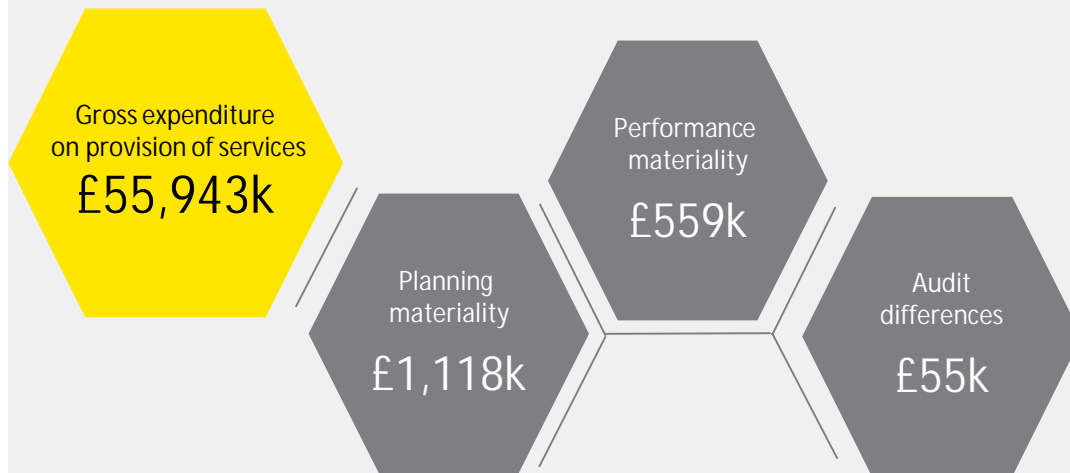 Gross expenditure
on provision of services
£55,943k
Planning
materiality
£1,118k
Performance
materiality
£559k
Audit
differences
£55k